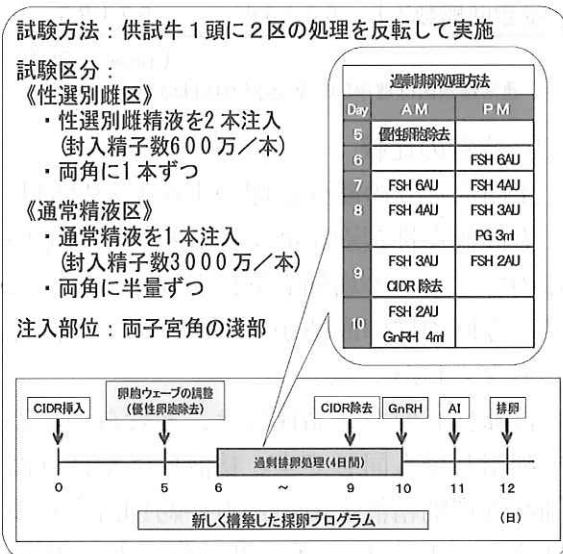 試験方法:供試牛1頭に2区の処理を反転して実施
試験区分:
《性選別雌区》
・性選別雌精液を2本注入
(封入精子数600万/本)
・両角に1本ずつ
《通常精液区》
・通常精液を1本注入
(封入精子数3000万/本)
・両角に半量ずつ
注入部位:両子宮角の浅部
過剰排卵処理方法
Day AM PM
5 優性卵胞除去
6 FSH 6AU
7 FSH 6AU FSH 4AU
8 FSH 4AU FSH 3AU
PG 3ml
9 FSH 3AU FSH 2AU
CIDR 除去
10 FSH 2AU
GnRH 4ml
卵胞ウェーブの調整
(優性卵胞除去)
CIDR挿入 CIDR除去 GnRH AI 排卵
過剰排卵処理(4日間)
0 5 6 ~ 9 10 11 12
新しく構築した採卵プログラム (日)